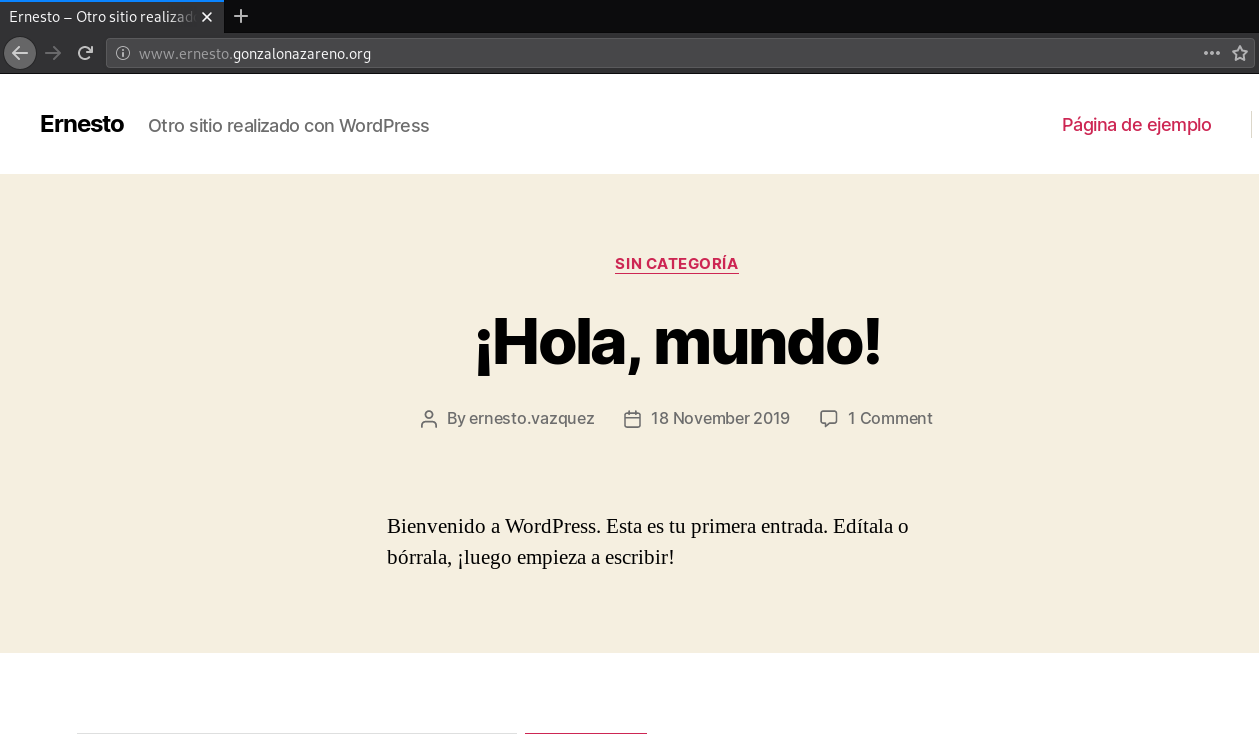 Ernesto – Otro sitio realizad
www.ernesto.gonzalonazareno.org
Ernesto Otro sitio realizado con WordPress Página de ejemplo
SIN CATEGORÍA
¡Hola, mundo!
By ernesto.vazquez 18 November 2019 1 Comment
Bienvenido a WordPress. Esta es tu primera entrada. Edítala o
bórrala, ¡luego empieza a escribir!